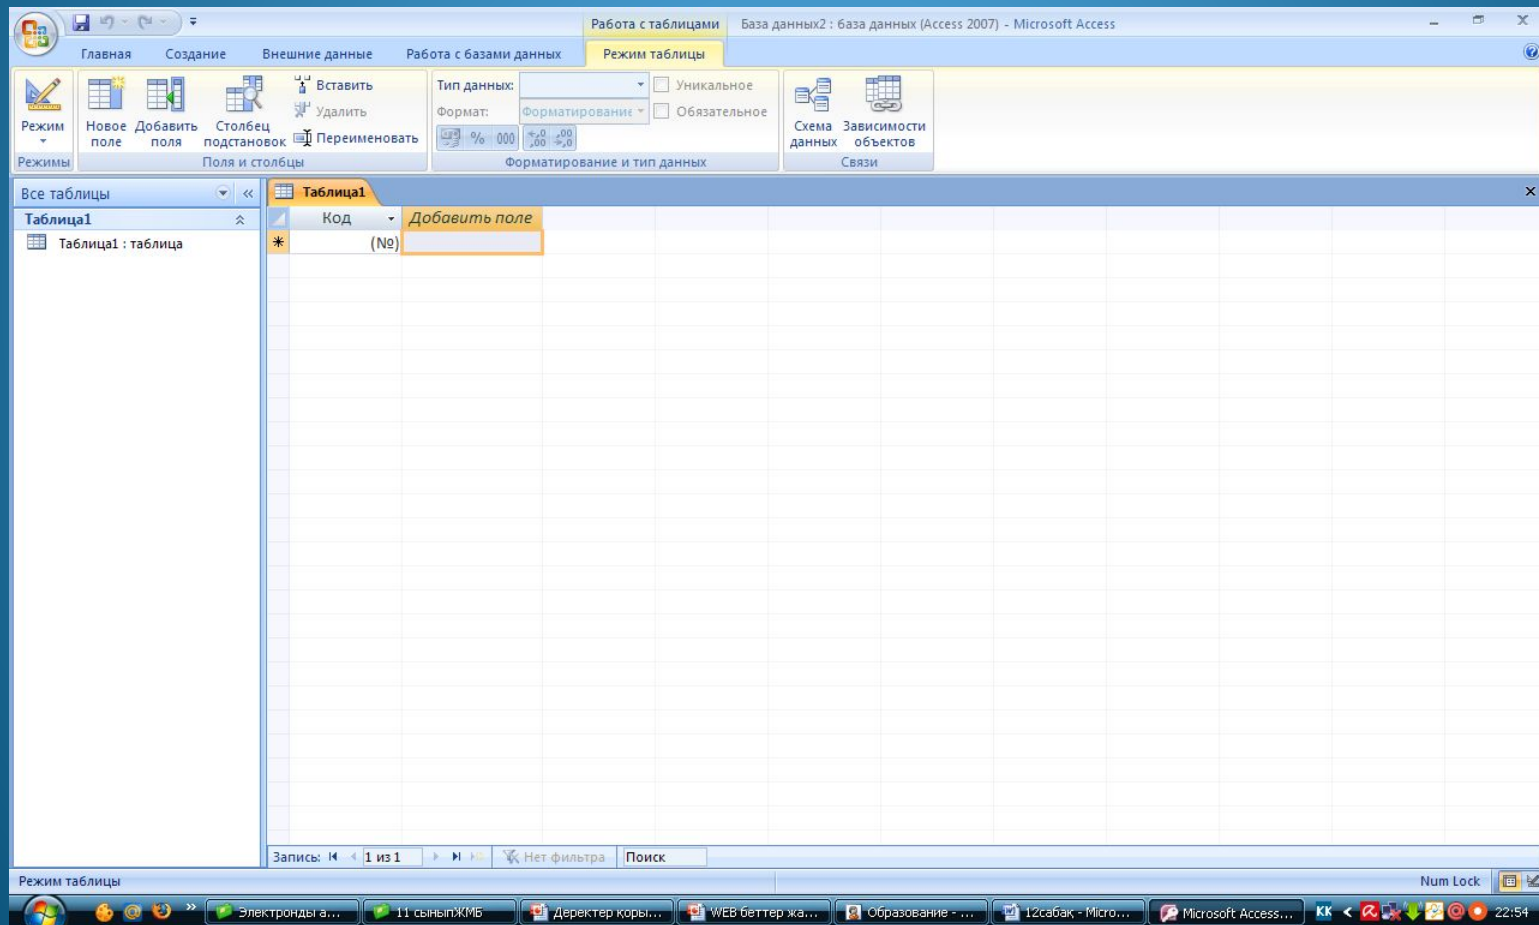 Работа с таблицами База данных2 : база данных (Access 2007) - Microsoft Access
Главная Создание Внешние данные Работа с базами данных Режим таблицы
Режим
Новое поле
Добавить поля
Столбец подстановок
Вставить
Удалить
Переименовать
Тип данных:
Формат: Форматирование
% 000
Уникальное
Обязательное
Схема данных
Зависимости объектов
Режимы Поля и столбцы Форматирование и тип данных Связи
Все таблицы
Таблица1
Таблица1 : таблица
Таблица1
Код Добавить поле
(№)
Запись: 1 из 1 Нет фильтра Поиск
Режим таблицы Num Lock
Электронды а... 11 сыныпЖМБ Деректер қоры... WEB беттер жа... Образование - ... 12сабақ - Micro... Microsoft Access... KK 22:54